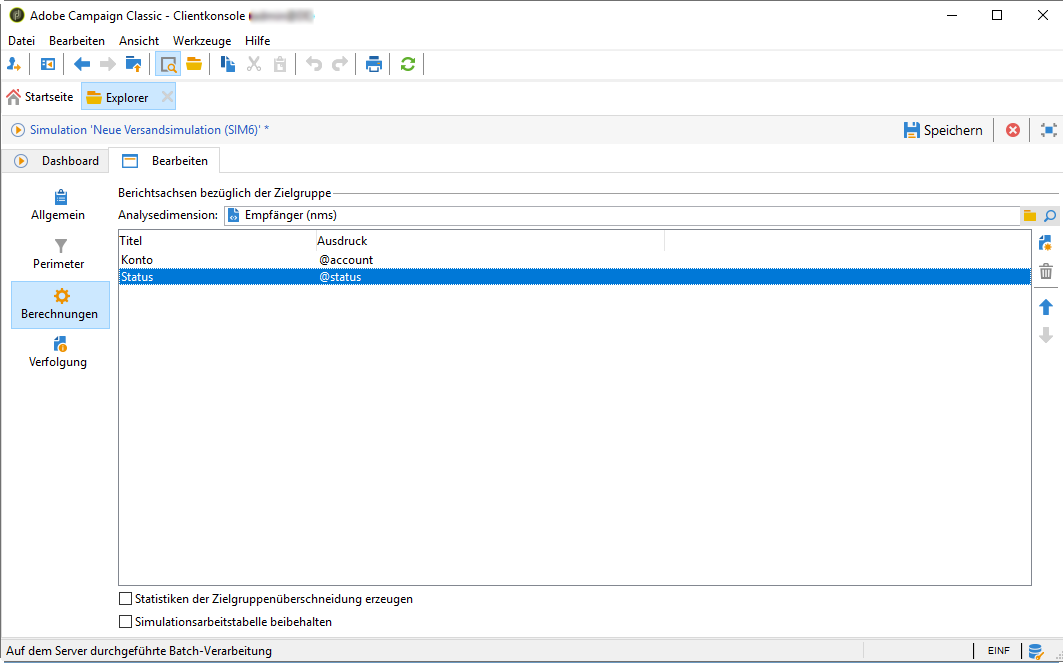 Adobe Campaign Classic - Clientkonsole
Datei Bearbeiten Ansicht Werkzeuge Hilfe
Startseite Explorer
Simulation 'Neue Versandsimulation (SIM6)' * Speichern
Dashboard Bearbeiten
Allgemein
Perimeter
Berechnungen
Verfolgung
Berichtsachsen bezüglich der Zielgruppe
Analysedimension: Empfänger (nms)
Titel Ausdruck
Konto @account
Status @status
Statistiken der Zielgruppenüberschneidung erzeugen
Simulationsarbeitstabelle beibehalten
Auf dem Server durchgeführte Batch-Verarbeitung EINF